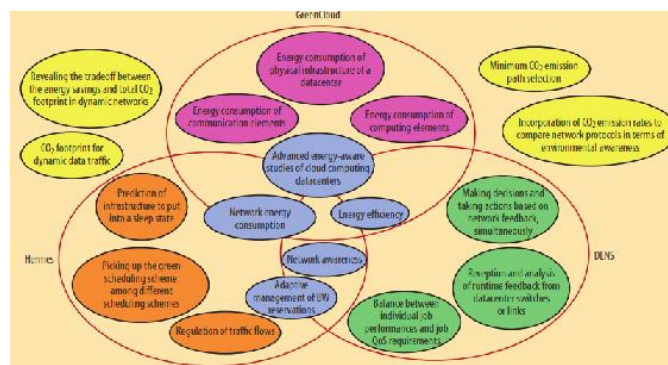 GreenCloud
Revealing the tradeoff between
the energy savings and total CO2
footprint in dynamic networks
Energy consumption of
physical infrastructure of a
datacenter
Minimum CO2 emission
path selection
Energy consumption of
communication elements
Energy consumption of
computing elements
Incorporation of CO2 emission rates to
compare network protocols in terms of
environmental awareness
CO2 footprint for
dynamic data traffic
Advanced energy-aware
studies of cloud computing
datacenters
Prediction of
infrastructure to put
into a sleep state
Network energy
consumption
Energy efficiency
Making decisions and
taking actions based on
network feedback,
simultaneously
Hermes
Picking up the green
scheduling scheme
among different
scheduling schemes
Network awareness
DENS
Reception and analysis
of runtime feedback from
datacenter switches
or links
Adaptive
management of BW
reservations
Balance between
individual job
performances and job
QoS requirements
Regulation of traffic flows